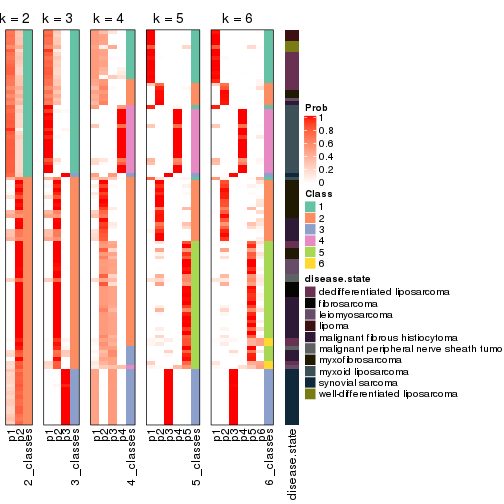 k = 2 k = 3 k = 4 k = 5 k = 6
Prob
1
0.8
0.6
0.4
0.2
0
Class
1
2
3
4
5
6
disease.state
dedifferentiated liposarcoma
fibrosarcoma
leiomyosarcoma
lipoma
malignant fibrous histiocytoma
malignant peripheral nerve sheath tumo
myxofibrosarcoma
myxoid liposarcoma
synovial sarcoma
well-differentiated liposarcoma
p1
p2
2_classes
p1
p2
p3
3_classes
p1
p2
p3
p4
4_classes
p1
p2
p3
p4
p5
5_classes
p1
p2
p3
p4
p5
p6
6_classes
disease.state